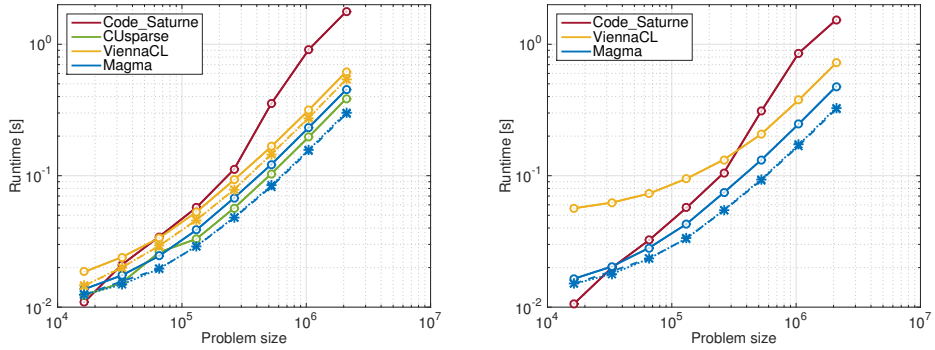 Code_Saturne
CUsparse
ViennaCL
Magma
10^0
10^-1
10^-2
Runtime [s]
10^4
10^5
10^6
10^7
Problem size
Code_Saturne
ViennaCL
Magma
10^0
10^-1
10^-2
Runtime [s]
10^4
10^5
10^6
10^7
Problem size